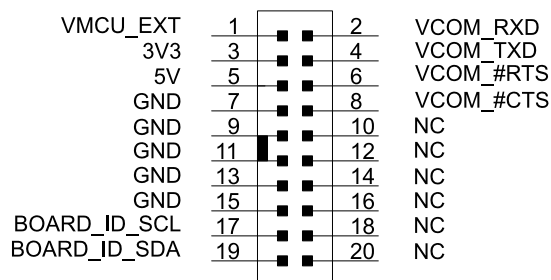 VMCU_EXT 1 2 VCOM_RXD
3V3 3 4 VCOM_TXD
5V 5 6 VCOM_#RTS
GND 7 8 VCOM_#CTS
GND 9 10 NC
GND 11 12 NC
GND 13 14 NC
GND 15 16 NC
BOARD_ID_SCL 17 18 NC
BOARD_ID_SDA 19 20 NC